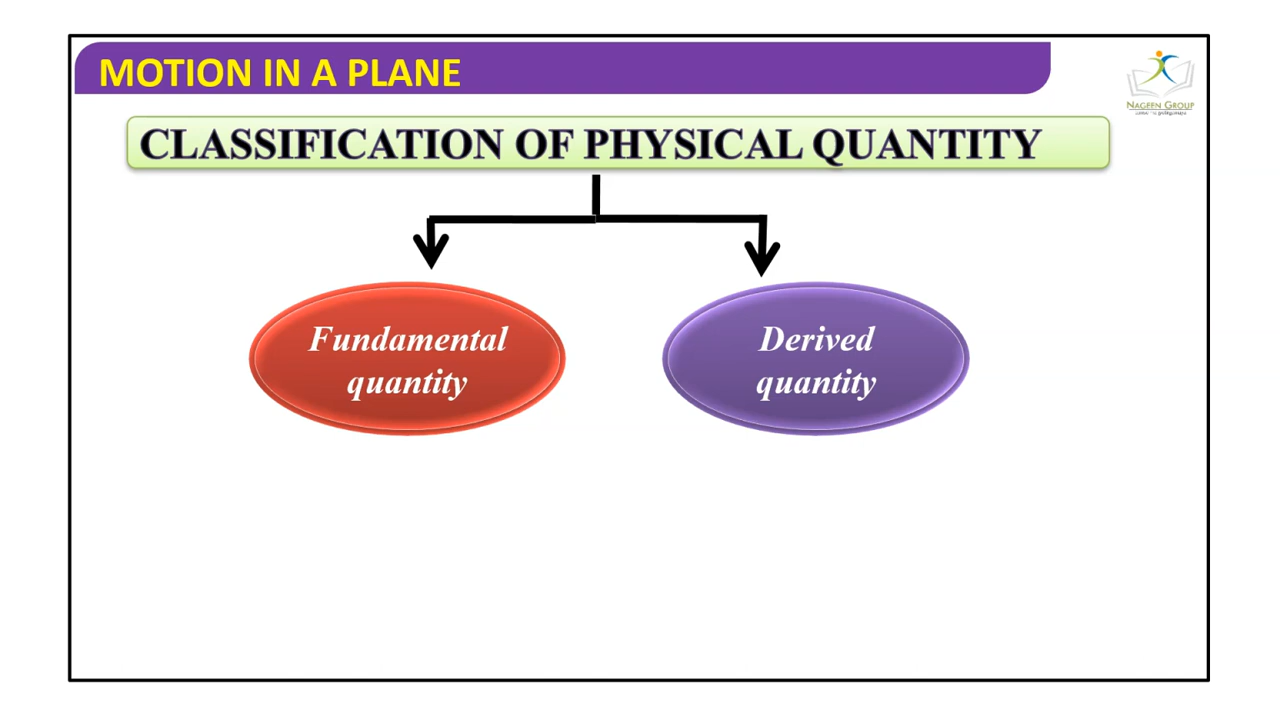 MOTION IN A PLANE
NAGEEN GROUP
CLASSIFICATION OF PHYSICAL QUANTITY
Fundamental
quantity
Derived
quantity